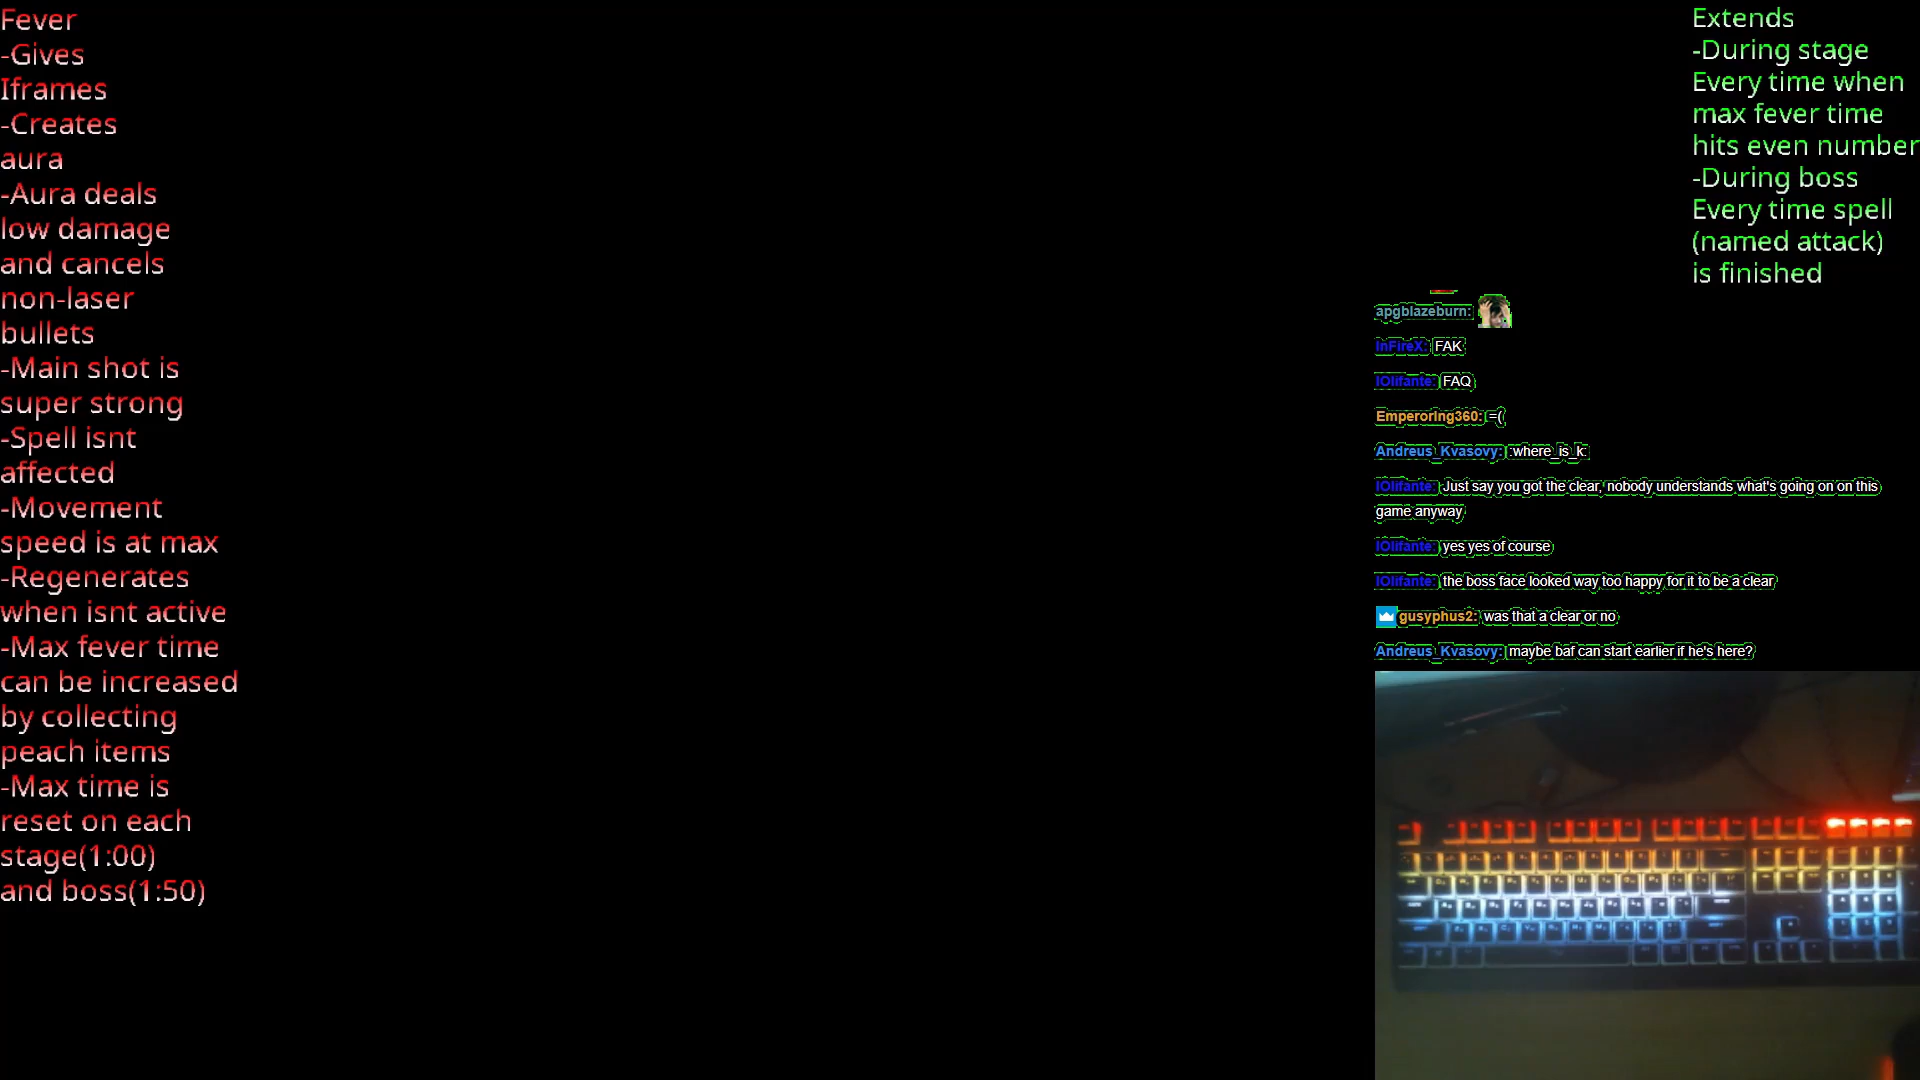 Fever
-Gives
Iframes
-Creates
aura
-Aura deals
low damage
and cancels
non-laser
bullets
-Main shot is
super strong
-Spell isnt
affected
-Movement
speed is at max
-Regenerates
when isnt active
-Max fever time
can be increased
by collecting
peach items
-Max time is
reset on each
stage(1:00)
and boss(1:50)
Extends
-During stage
Every time when
max fever time
hits even number
-During boss
Every time spell
(named attack)
is finished
apgblazeburn:
InFireX: FAK
IOlifante: FAQ
Emperoring360: =(
Andreus_Kvasovy: :where_is_k:
IOlifante: Just say you got the clear, nobody understands what's going on on this
game anyway
IOlifante: yes yes of course
IOlifante: the boss face looked way too happy for it to be a clear
gusyphus2: was that a clear or no
Andreus_Kvasovy: maybe baf can start earlier if he's here?